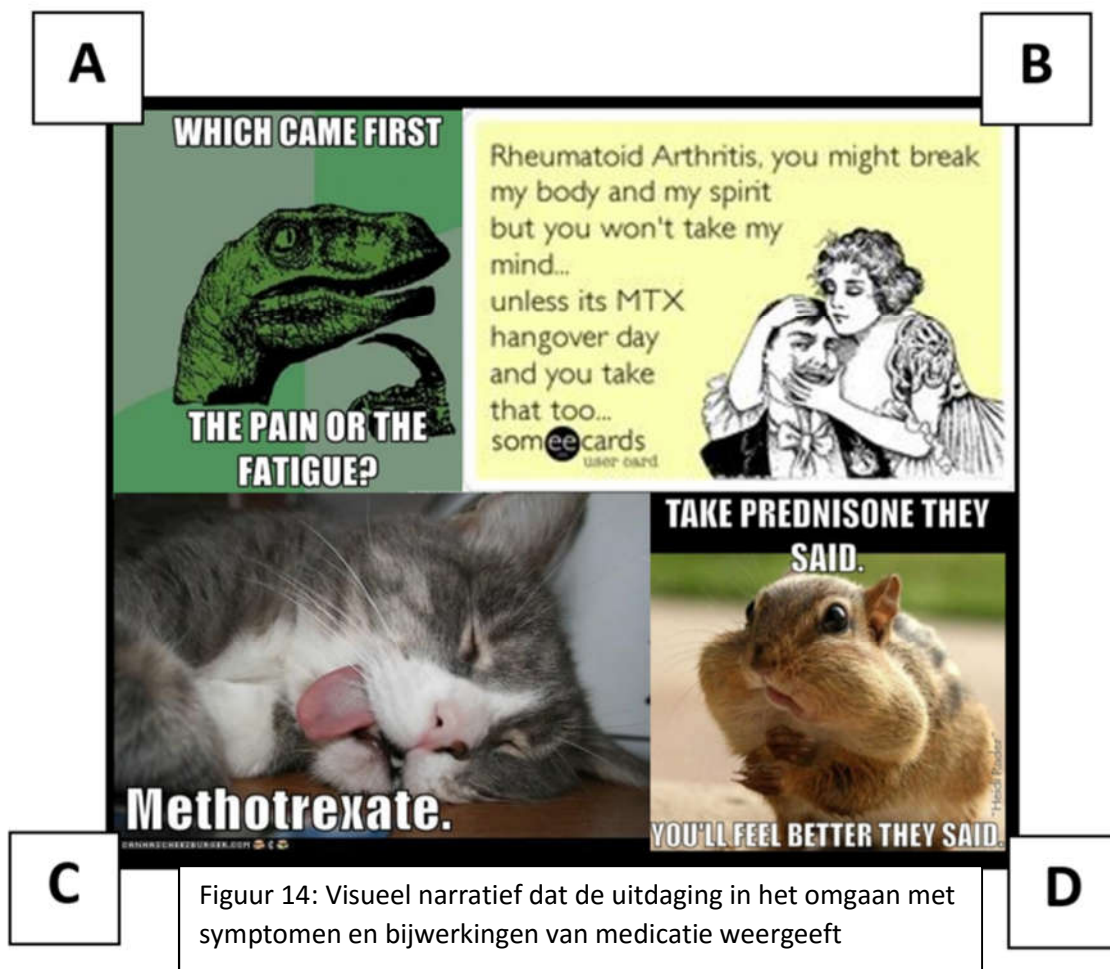 A
B
WHICH CAME FIRST
THE PAIN OR THE
FATIGUE?
Rheumatoid Arthritis, you might break
my body and my spirit
but you won't take my
mind...
unless its MTX
hangover day
and you take
that too...
someecards
user card
Methotrexate.
CANHASCHEEZBURGER.COM
TAKE PREDNISONE THEY
SAID.
YOU'LL FEEL BETTER THEY SAID.
C
D
Figuur 14: Visueel narratief dat de uitdaging in het omgaan met
symptomen en bijwerkingen van medicatie weergeeft